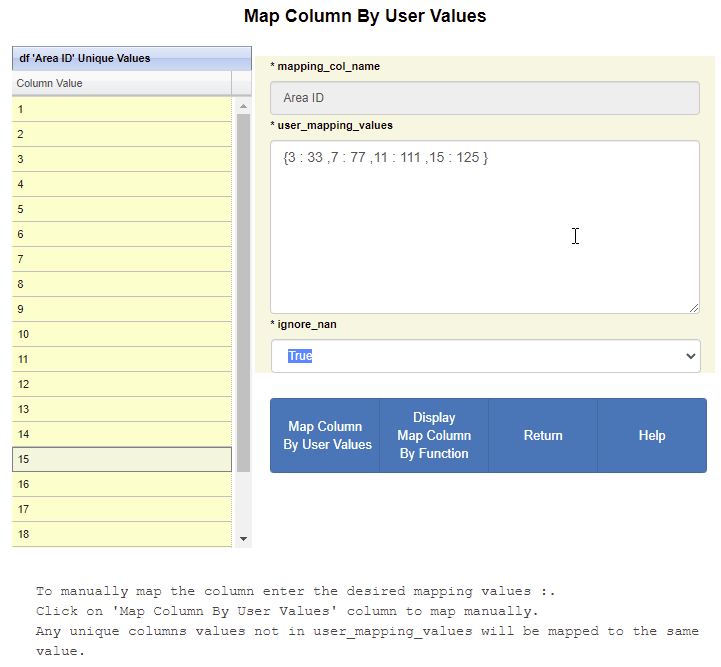 Map Column By User Values
df 'Area ID' Unique Values
Column Value
1
2
3
4
5
6
7
8
9
10
11
12
13
14
15
16
17
18
* mapping_col_name
Area ID
* user_mapping_values
{3 : 33 ,7 : 77 ,11 : 111 ,15 : 125 }
* ignore_nan
True
Map Column
By User Values
Display
Map Column
By Function
Return
Help
To manually map the column enter the desired mapping values :.
Click on 'Map Column By User Values' column to map manually.
Any unique columns values not in user_mapping_values will be mapped to the same
value.